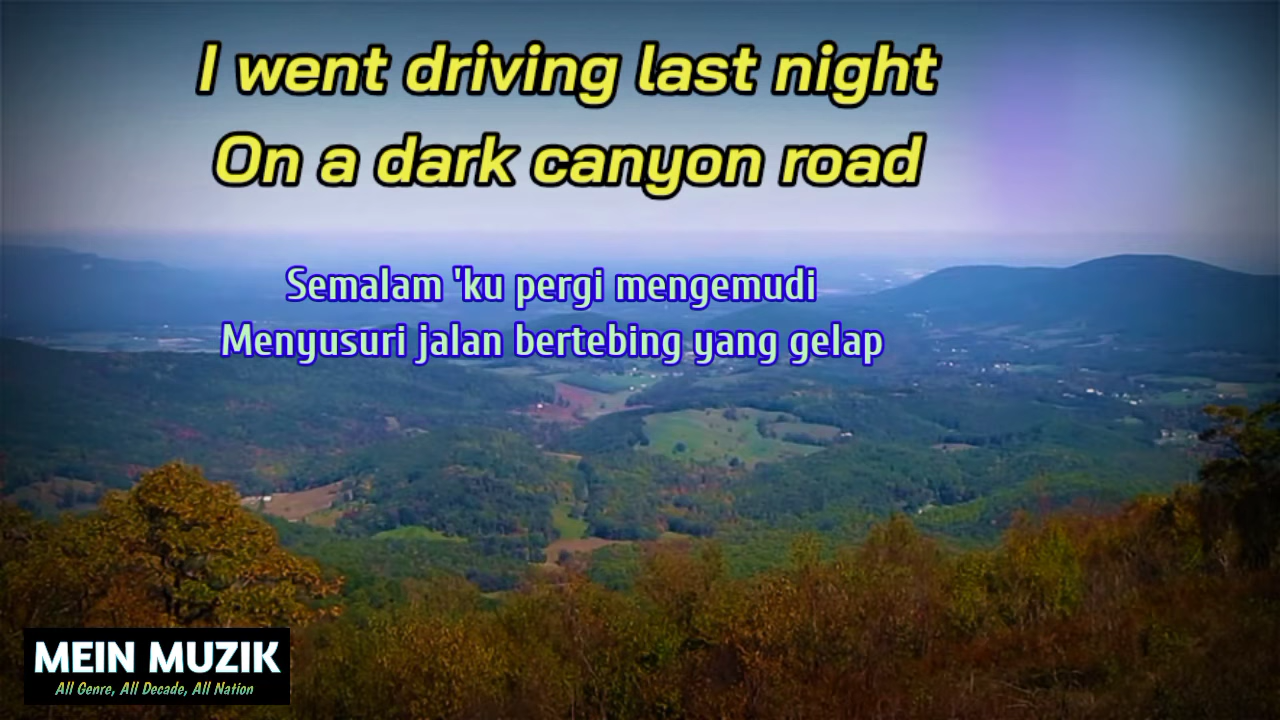 I went driving last night
On a dark canyon road
Semalam 'ku pergi mengemudi
Menyusuri jalan bertebing yang gelap
MEIN MUZIK
All Genre, All Decade, All Nation